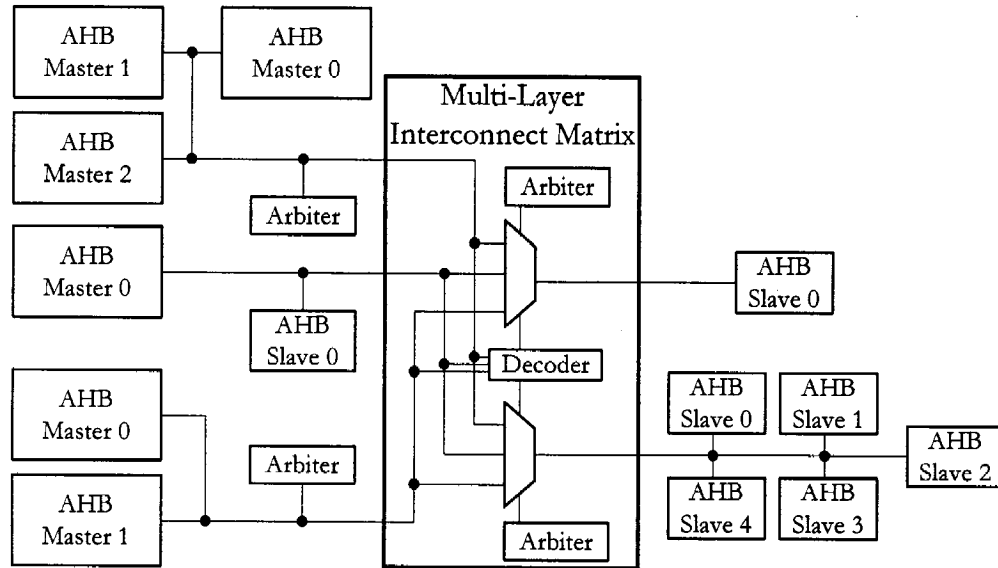 AHB
Master 1
AHB
Master 0
Multi-Layer
Interconnect Matrix
AHB
Master 2
Arbiter
Arbiter
AHB
Master 0
AHB
Slave 0
AHB
Slave 0
Decoder
AHB
Master 0
AHB
Slave 0
AHB
Slave 1
AHB
Slave 2
Arbiter
AHB
Master 1
AHB
Slave 4
AHB
Slave 3
Arbiter